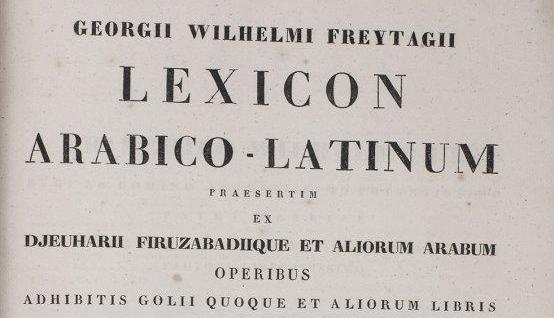 GEORGII WILHELMI FREYTAGII
LEXICON
ARABICO-LATINUM
PRAESERTIM
EX
DJEUHARII FIRUZABADIIQUE ET ALIORUM ARABUM
OPERIBUS
ADHIBITIS GOLII QUOQUE ET ALIORUM LIBRIS